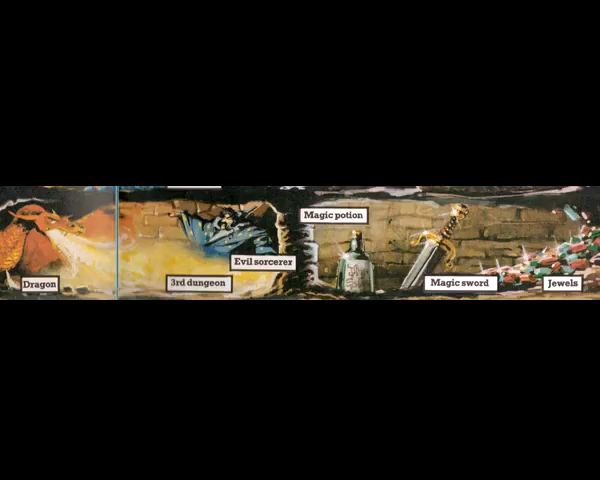 Magic potion
Evil sorcerer
Dragon
3rd dungeon
Magic sword
Jewels